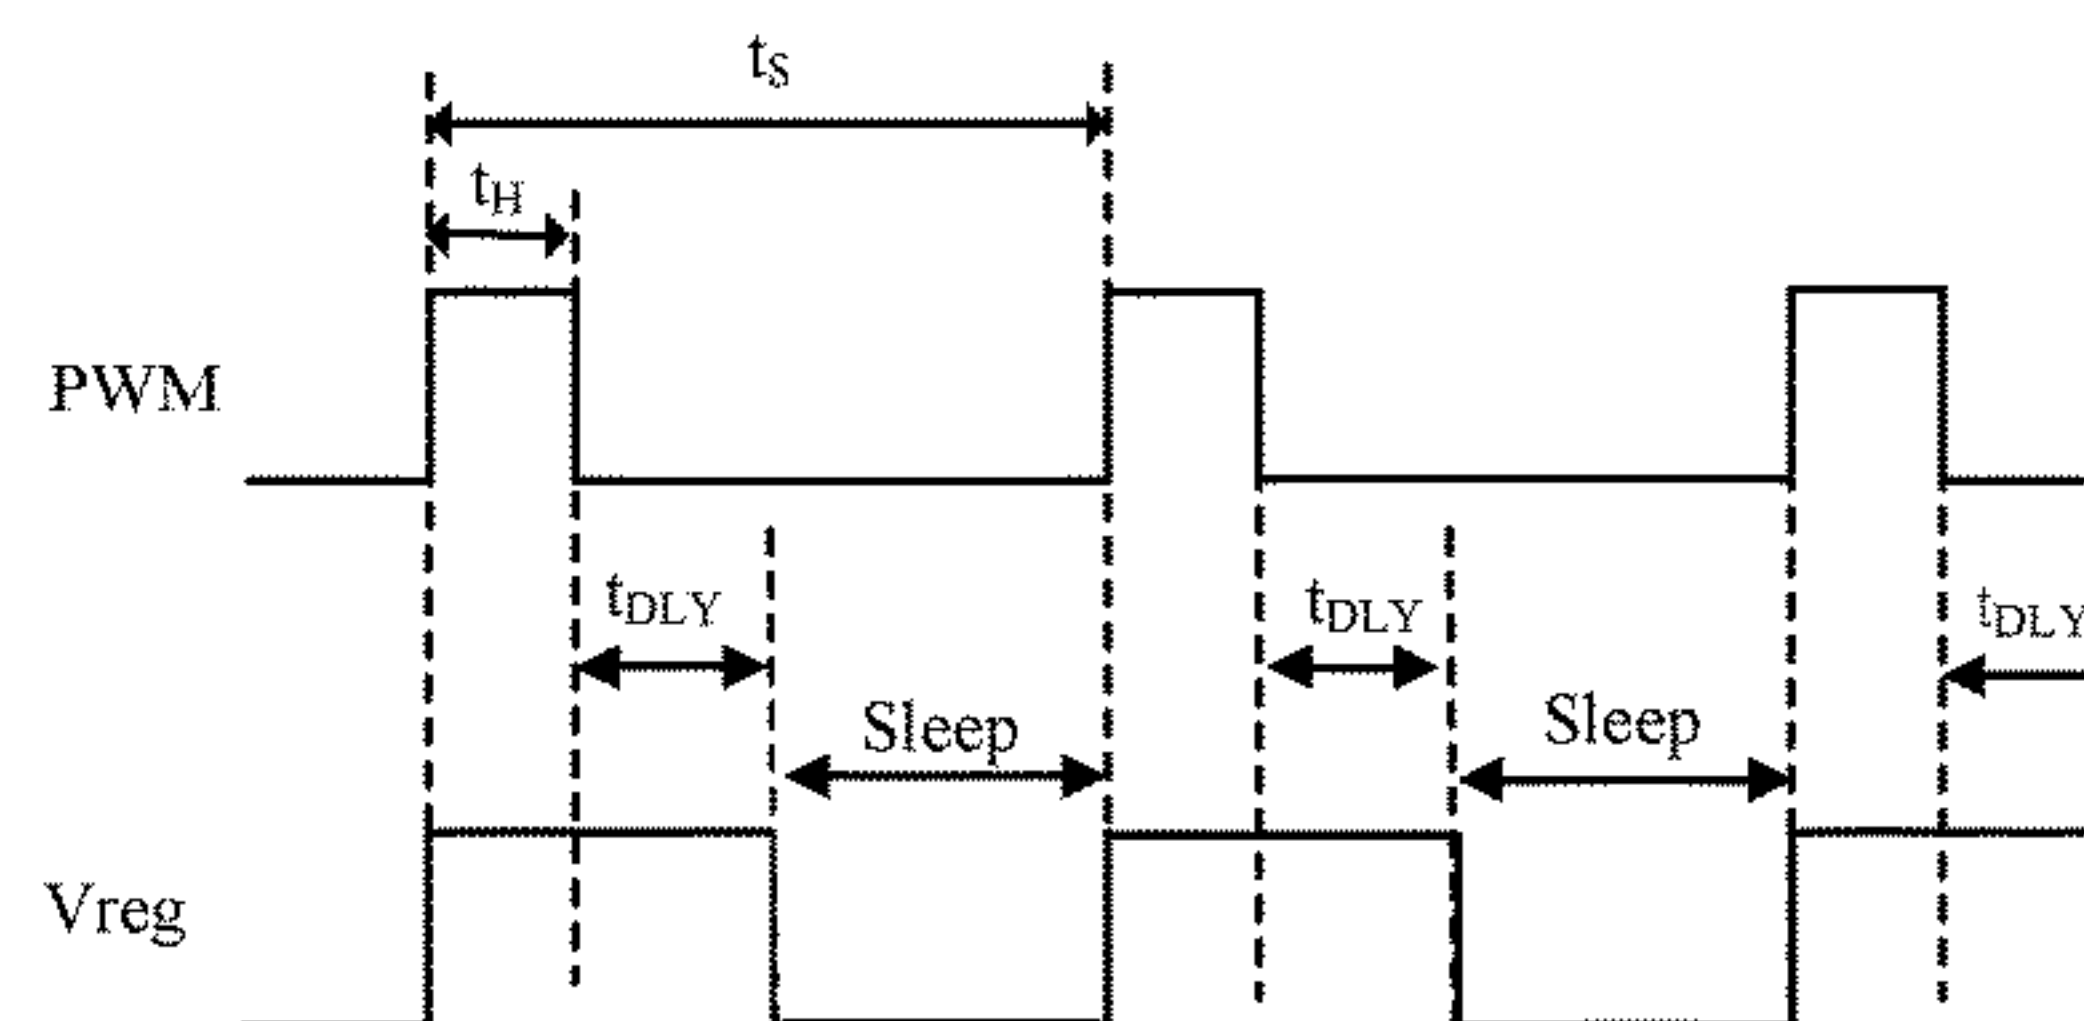 tS
tH
PWM
tDLY
tDLY
tDLY
Sleep
Sleep
Vreg